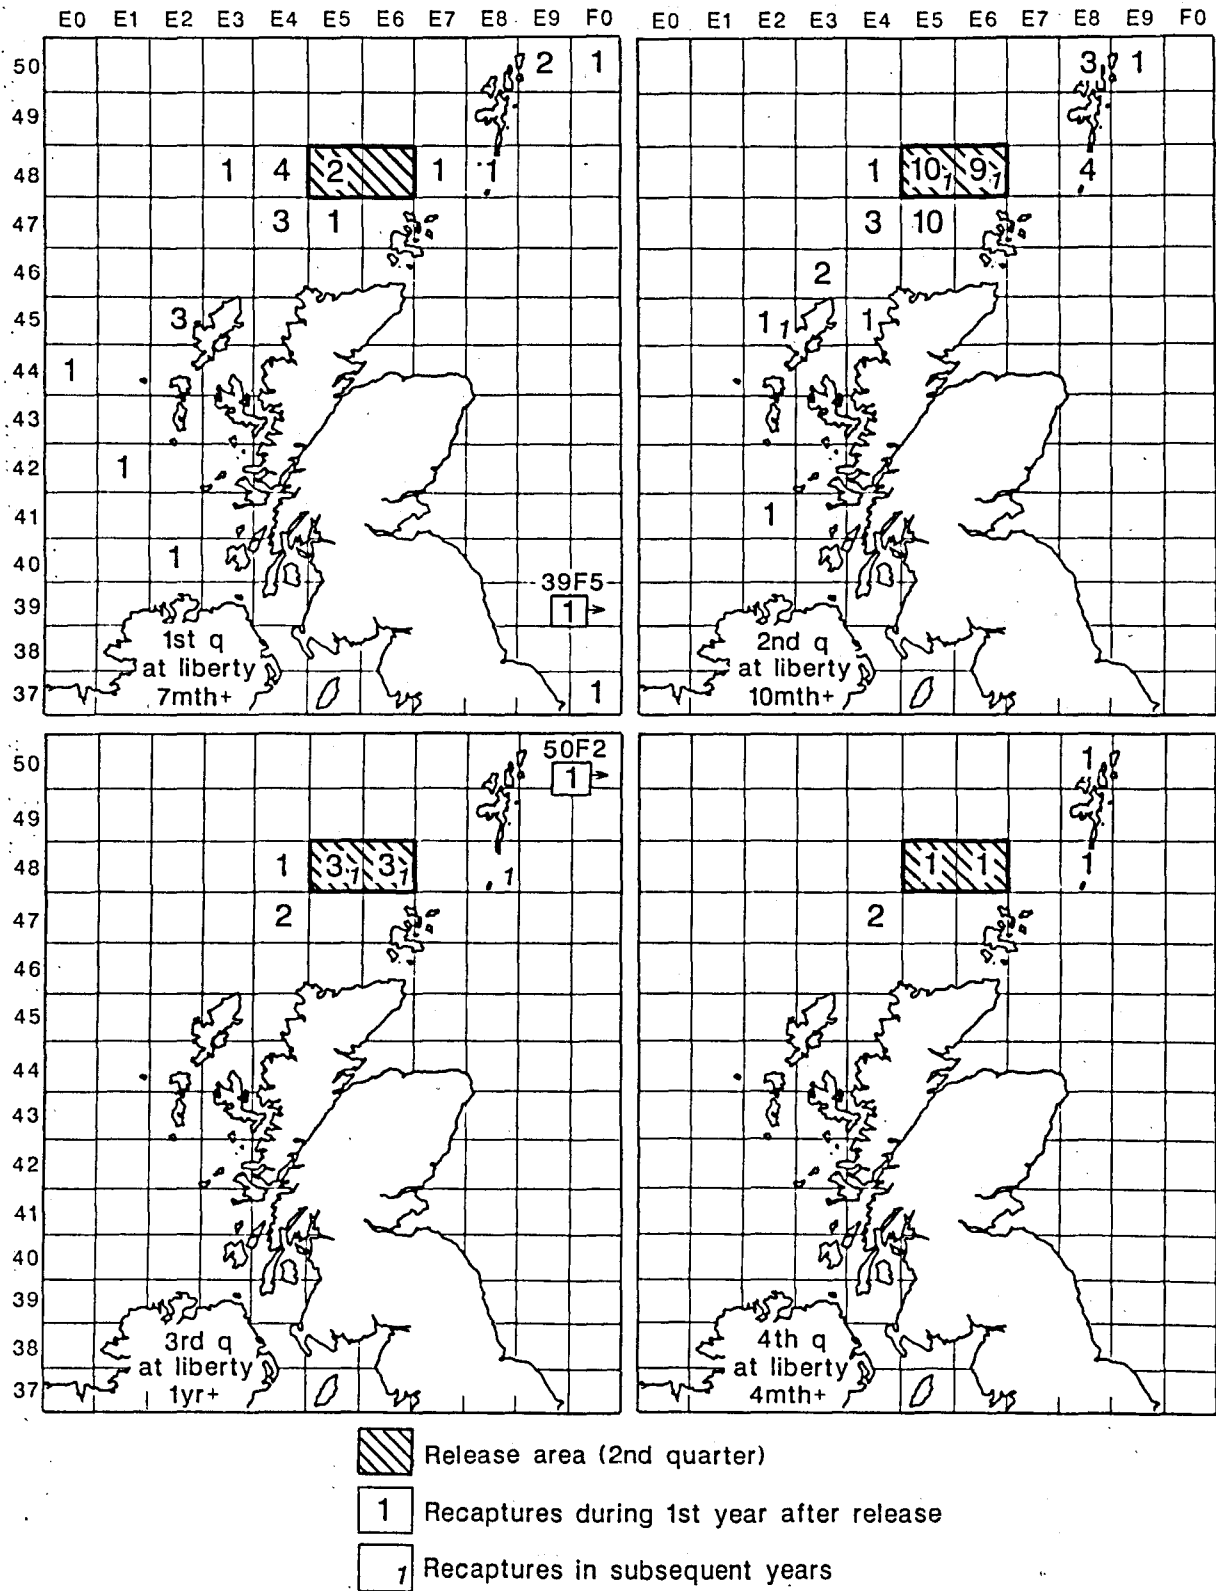 E0 E1 E2 E3 E4 E5 E6 E7 E8 E9 F0 E0 E1 E2 E3 E4 E5 E6 E7 E8 E9 F0
50 2 1 3 1
49
48 1 4 2 1 1 1 10 1 9 1 4
47 3 1 3 10
46 2
45 3 1 1 1
44 1
43
42 1
41 1
40 1
39F5
39 1
1st q 2nd q
38 at liberty at liberty
7mth+ 10mth+
37 1
50F2
50 1 1
49
48 1 3 1 3 1 1 1 1 1
47 2 2
46
45
44
43
42
41
40
39
3rd q 4th q
38 at liberty at liberty
1yr+ 4mth+
37
Release area (2nd quarter)
1 Recaptures during 1st year after release
1 Recaptures in subsequent years